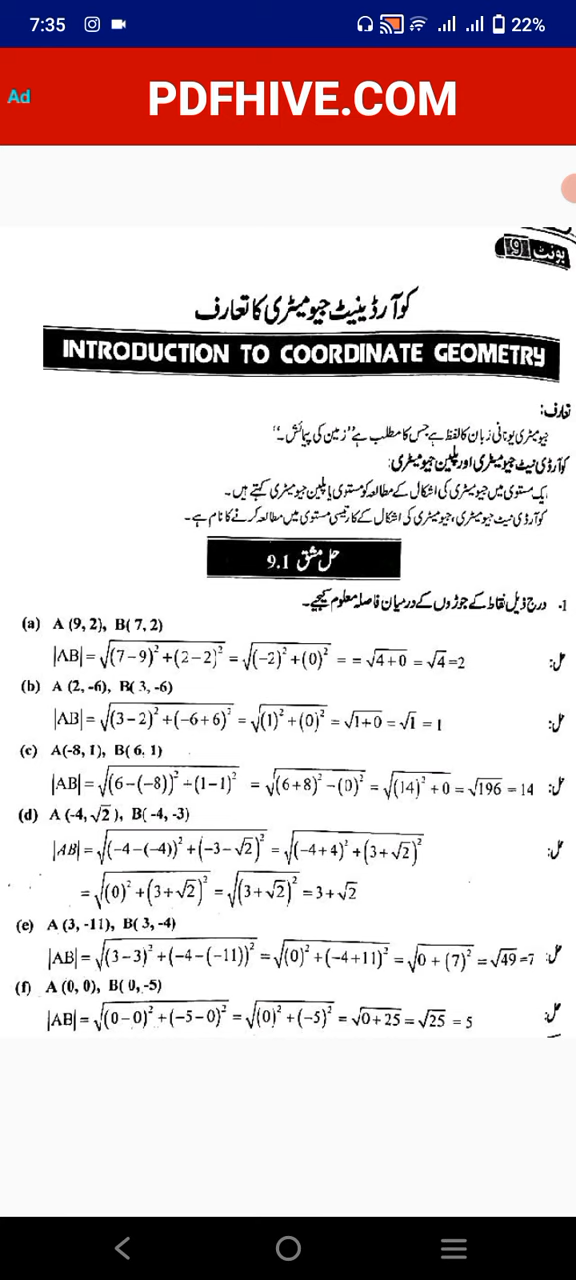 7:35 22%
Ad PDFHIVE.COM
یونٹ 9
کوآرڈینیٹ جیومیٹری کا تعارف
INTRODUCTION TO COORDINATE GEOMETRY
تعارف:
جیومیٹری یونانی زبان کا لفظ ہے جس کا مطلب ہے "زمین کی پیمائش۔"
کوآرڈی نیٹ جیومیٹری اور پلین جیومیٹری:
ایک مستوی میں جیومیٹری کی اشکال کے مطالعہ کو مستوی یا پلین جیومیٹری کہتے ہیں۔
کوآرڈی نیٹ جیومیٹری، جیومیٹری کی اشکال کے کارتیسی مستوی میں مطالعہ کرنے کا نام ہے۔
حل مشق 9.1
1- درج ذیل نقاط کے جوڑوں کے درمیان فاصلہ معلوم کیجیے۔
(a) A (9, 2), B( 7, 2)
حل: |AB| = √((7−9)² + (2−2)²) = √((−2)² + (0)²) = = √(4+0) = √4 = 2
(b) A (2, -6), B( 3, -6)
حل: |AB| = √((3−2)² + (−6+6)²) = √((1)² + (0)²) = √(1+0) = √1 = 1
(c) A(-8, 1), B( 6, 1)
حل: |AB| = √((6−(−8))² + (1−1)²) = √((6+8)² − (0)²) = √((14)² + 0) = √196 = 14
(d) A (-4, √2 ), B( -4, -3)
حل: |AB| = √((−4−(−4))² + (−3−√2)²) = √((−4+4)² + (3+√2)²)
= √((0)² + (3+√2)²) = √((3+√2)²) = 3+√2
(e) A (3, -11), B( 3, -4)
حل: |AB| = √((3−3)² + (−4−(−11))²) = √((0)² + (−4+11)²) = √(0 + (7)²) = √49 = 7
(f) A (0, 0), B( 0, -5)
حل: |AB| = √((0−0)² + (−5−0)²) = √((0)² + (−5)²) = √(0+25) = √25 = 5